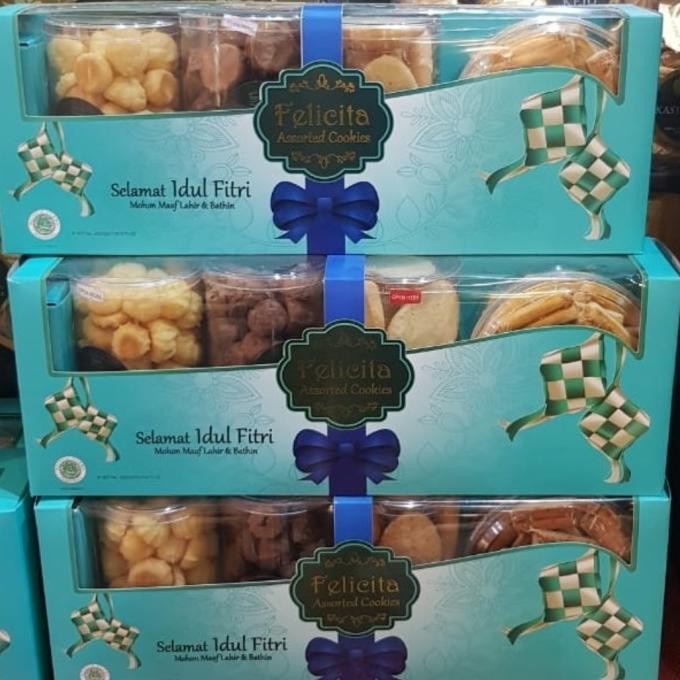 Felicita
Assorted Cookies
Selamat Idul Fitri
Mohon Maaf Lahir & Bathin
Felicita
Assorted Cookies
Selamat Idul Fitri
Mohon Maaf Lahir & Bathin
Felicita
Assorted Cookies
Selamat Idul Fitri
Mohon Maaf Lahir & Bathin